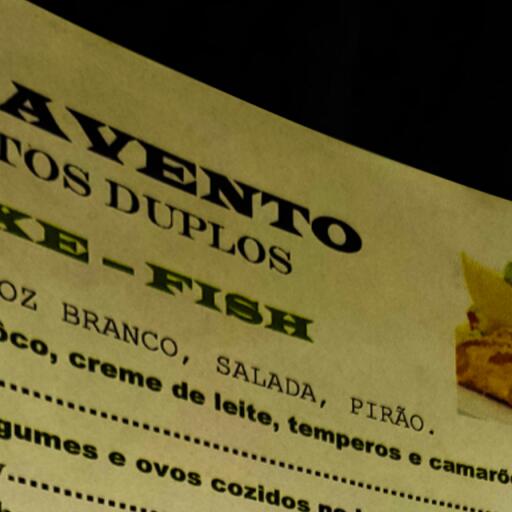 AVENTO
TOS DUPLOS
KE – FISH
OZ BRANCO, SALADA, PIRÃO.
ôco, creme de leite, temperos e camarõ
gumes e ovos cozidos